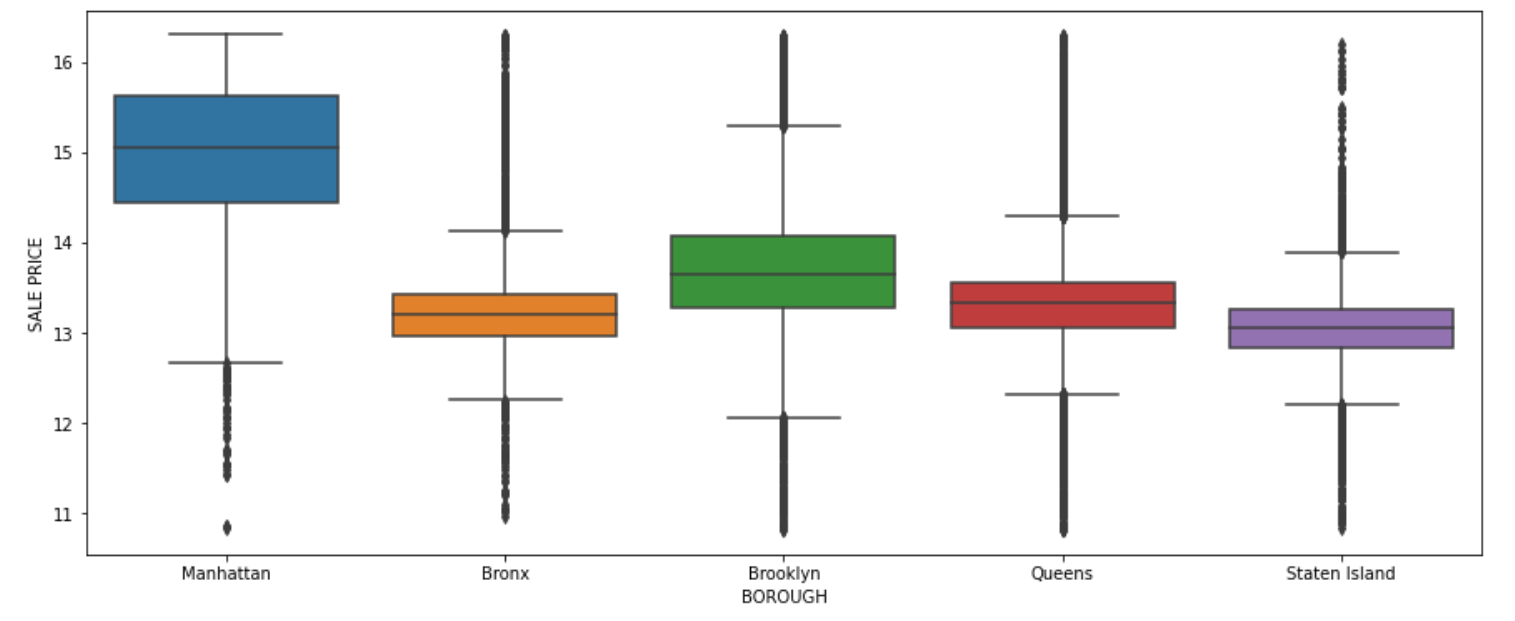 SALE PRICE
16
15
14
13
12
11
Manhattan Bronx Brooklyn Queens Staten Island
BOROUGH